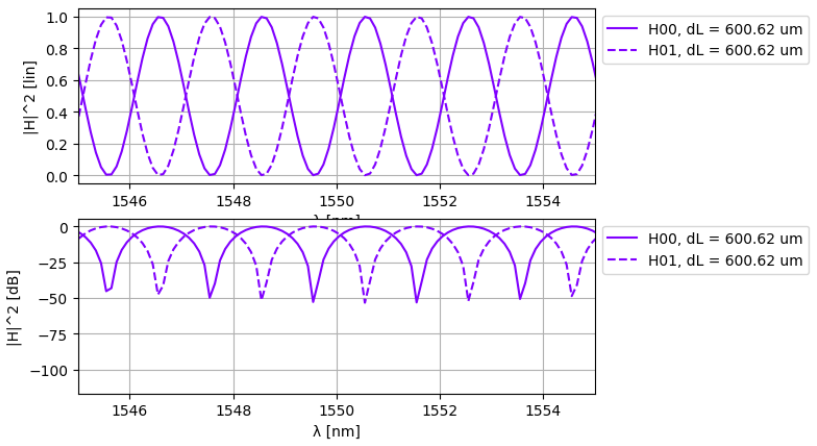 1.0
0.8
0.6
0.4
0.2
0.0
|H|^2 [lin]
1546 1548 1550 1552 1554
λ [nm]
H00, dL = 600.62 um
H01, dL = 600.62 um
0
−25
−50
−75
−100
|H|^2 [dB]
1546 1548 1550 1552 1554
λ [nm]
H00, dL = 600.62 um
H01, dL = 600.62 um